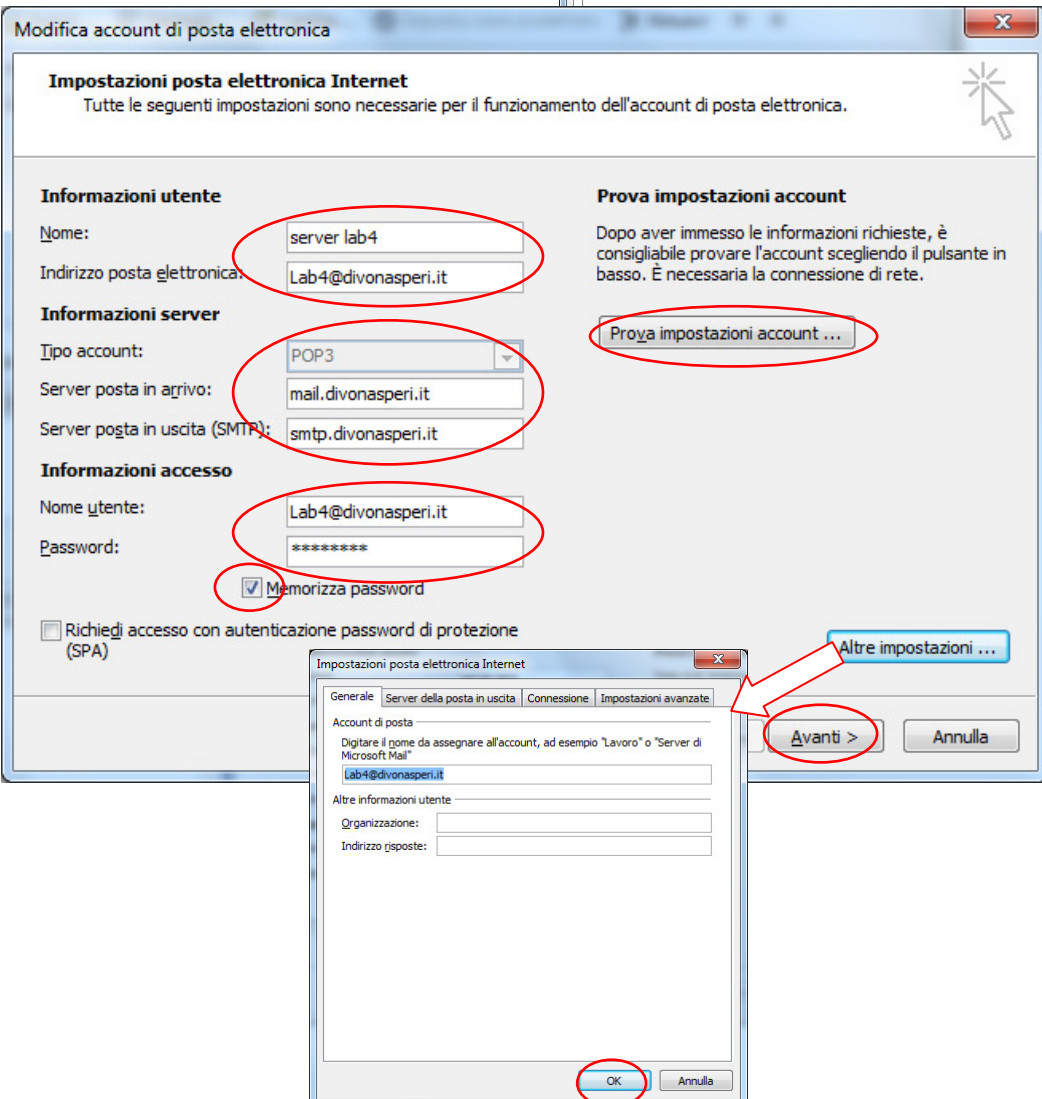 Modifica account di posta elettronica
Impostazioni posta elettronica Internet
Tutte le seguenti impostazioni sono necessarie per il funzionamento dell'account di posta elettronica.
Informazioni utente
Nome:
server lab4
Indirizzo posta elettronica:
Lab4@divonasperi.it
Informazioni server
Tipo account:
POP3
Server posta in arrivo:
mail.divonasperi.it
Server posta in uscita (SMTP):
smtp.divonasperi.it
Informazioni accesso
Nome utente:
Lab4@divonasperi.it
Password:
********
Memorizza password
Richiedi accesso con autenticazione password di protezione
(SPA)
Prova impostazioni account
Dopo aver immesso le informazioni richieste, è
consigliabile provare l'account scegliendo il pulsante in
basso. È necessaria la connessione di rete.
Prova impostazioni account ...
Altre impostazioni ...
Avanti >
Annulla
Impostazioni posta elettronica Internet
Generale
Server della posta in uscita
Connessione
Impostazioni avanzate
Account di posta
Digitare il nome da assegnare all'account, ad esempio "Lavoro" o "Server di
Microsoft Mail"
Lab4@divonasperi.it
Altre informazioni utente
Organizzazione:
Indirizzo risposte:
OK
Annulla